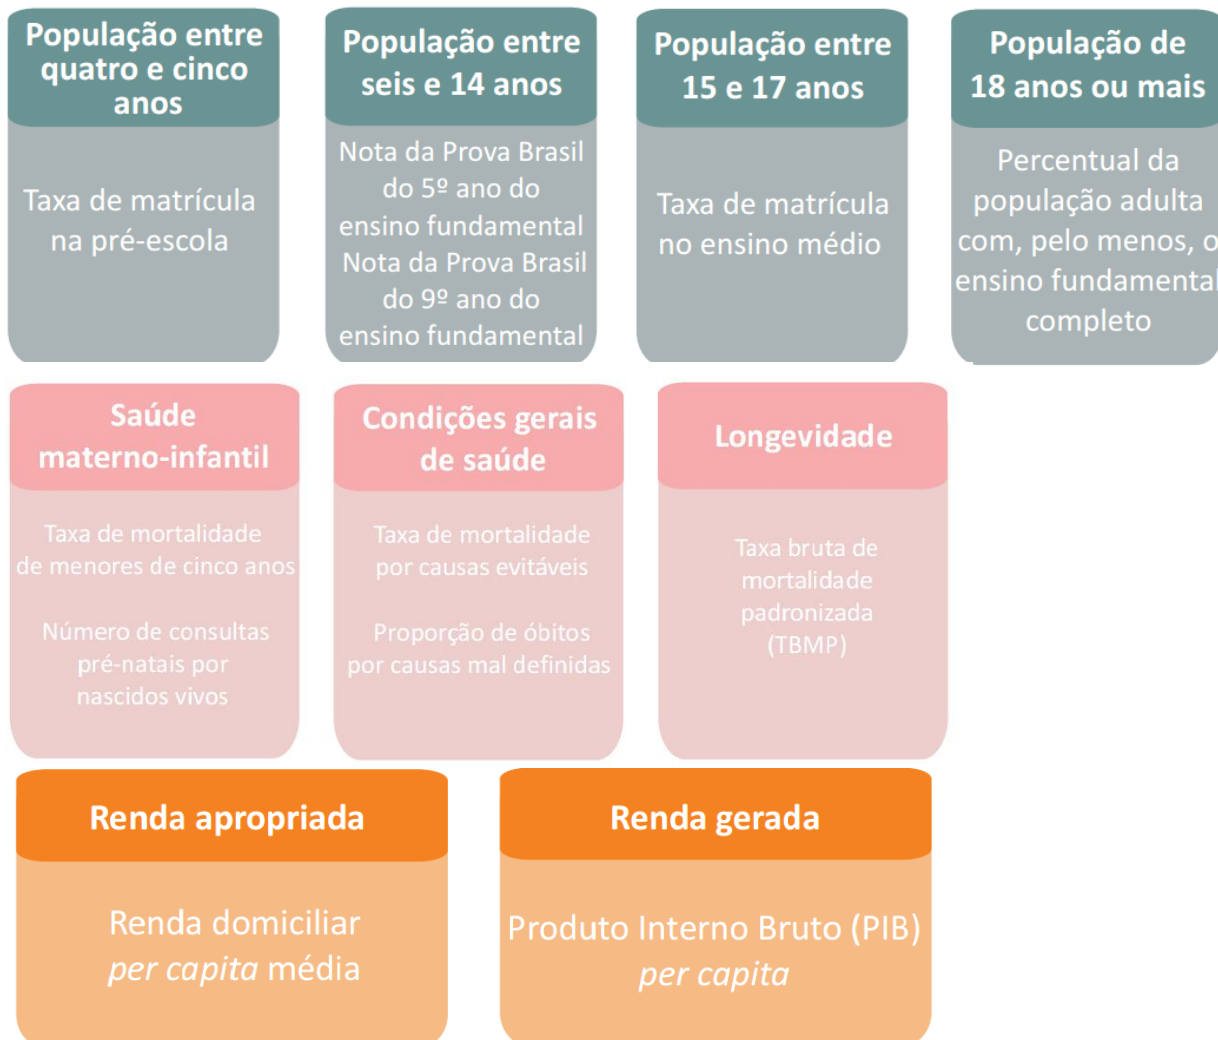 População entre
quatro e cinco
anos
Taxa de matrícula
na pré-escola
População entre
seis e 14 anos
Nota da Prova Brasil
do 5º ano do
ensino fundamental
Nota da Prova Brasil
do 9º ano do
ensino fundamental
População entre
15 e 17 anos
Taxa de matrícula
no ensino médio
População de
18 anos ou mais
Percentual da
população adulta
com, pelo menos, o
ensino fundamental
completo
Saúde
materno-infantil
Taxa de mortalidade
de menores de cinco anos
Número de consultas
pré-natais por
nascidos vivos
Condições gerais
de saúde
Taxa de mortalidade
por causas evitáveis
Proporção de óbitos
por causas mal definidas
Longevidade
Taxa bruta de
mortalidade
padronizada
(TBMP)
Renda apropriada
Renda domiciliar
per capita média
Renda gerada
Produto Interno Bruto (PIB)
per capita